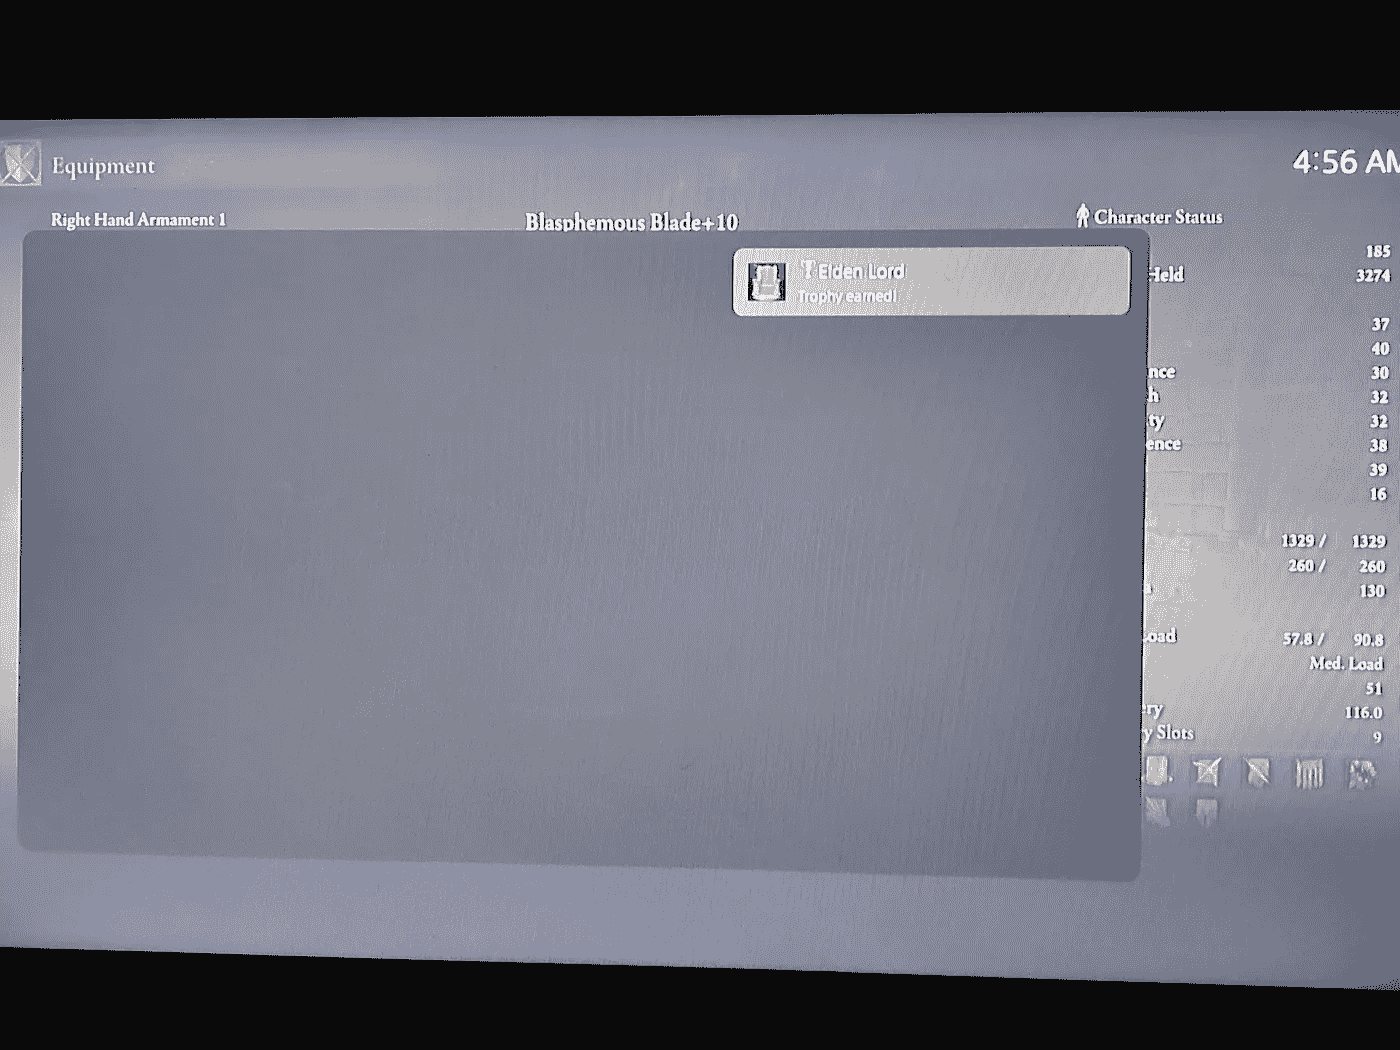 Equipment
4:56 AM
Right Hand Armament 1
Blasphemous Blade+10
Character Status
Elden Lord
Trophy earned!
185
Held 3274
37
40
nce 30
h 32
ty 32
ence 38
39
16
1329 / 1329
260 / 260
130
Load 57.8 / 90.8
Med. Load
51
ry 116.0
y Slots 9